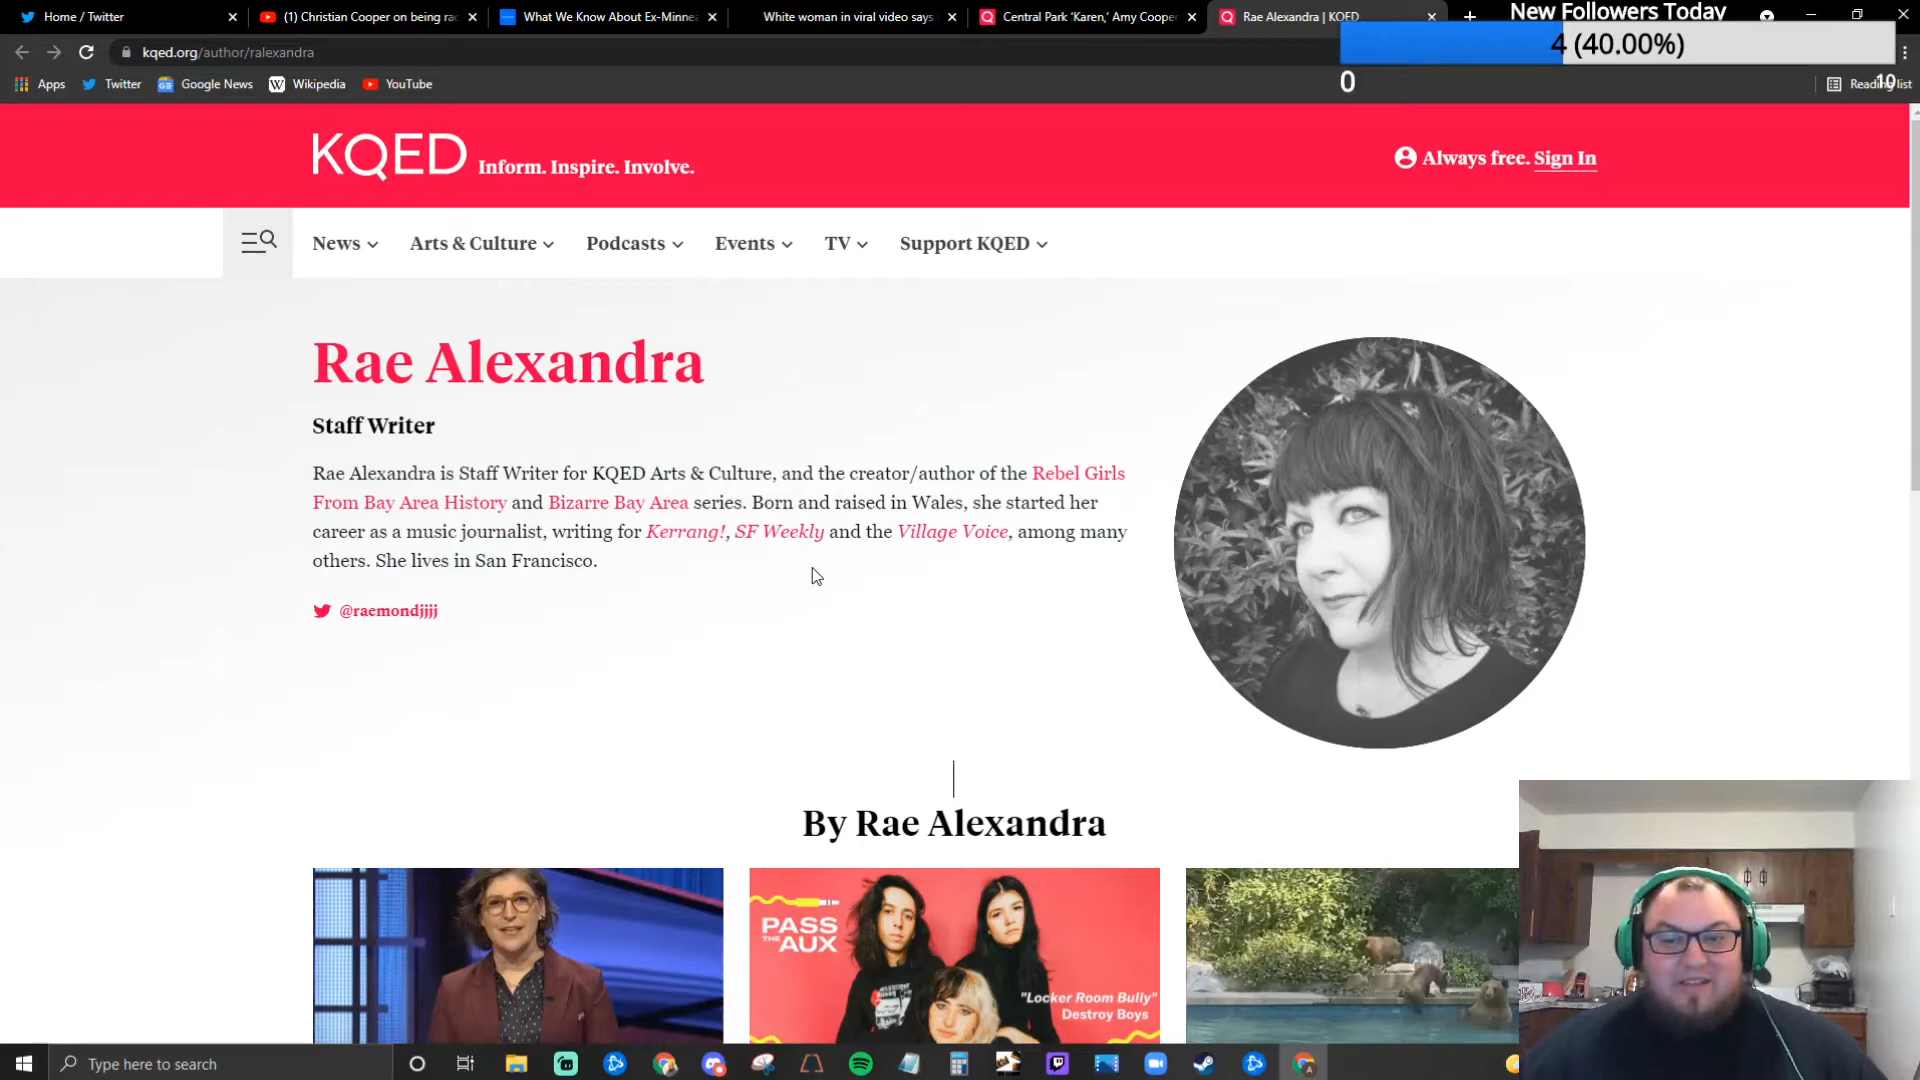 Home / Twitter
(1) Christian Cooper on being rac
What We Know About Ex-Minnea
White woman in viral video says
Central Park ‘Karen,’ Amy Cooper
Rae Alexandra | KQED
New Followers Today
4 (40.00%)
0
10
kqed.org/author/ralexandra
Apps
Twitter
Google News
Wikipedia
YouTube
Reading list
KQED
Inform. Inspire. Involve.
Always free. Sign In
News
Arts & Culture
Podcasts
Events
TV
Support KQED
Rae Alexandra
Staff Writer
Rae Alexandra is Staff Writer for KQED Arts & Culture, and the creator/author of the Rebel Girls
From Bay Area History and Bizarre Bay Area series. Born and raised in Wales, she started her
career as a music journalist, writing for Kerrang!, SF Weekly and the Village Voice, among many
others. She lives in San Francisco.
@raemondjjjj
By Rae Alexandra
PASS
THE
AUX
"Locker Room Bully"
Destroy Boys
Type here to search